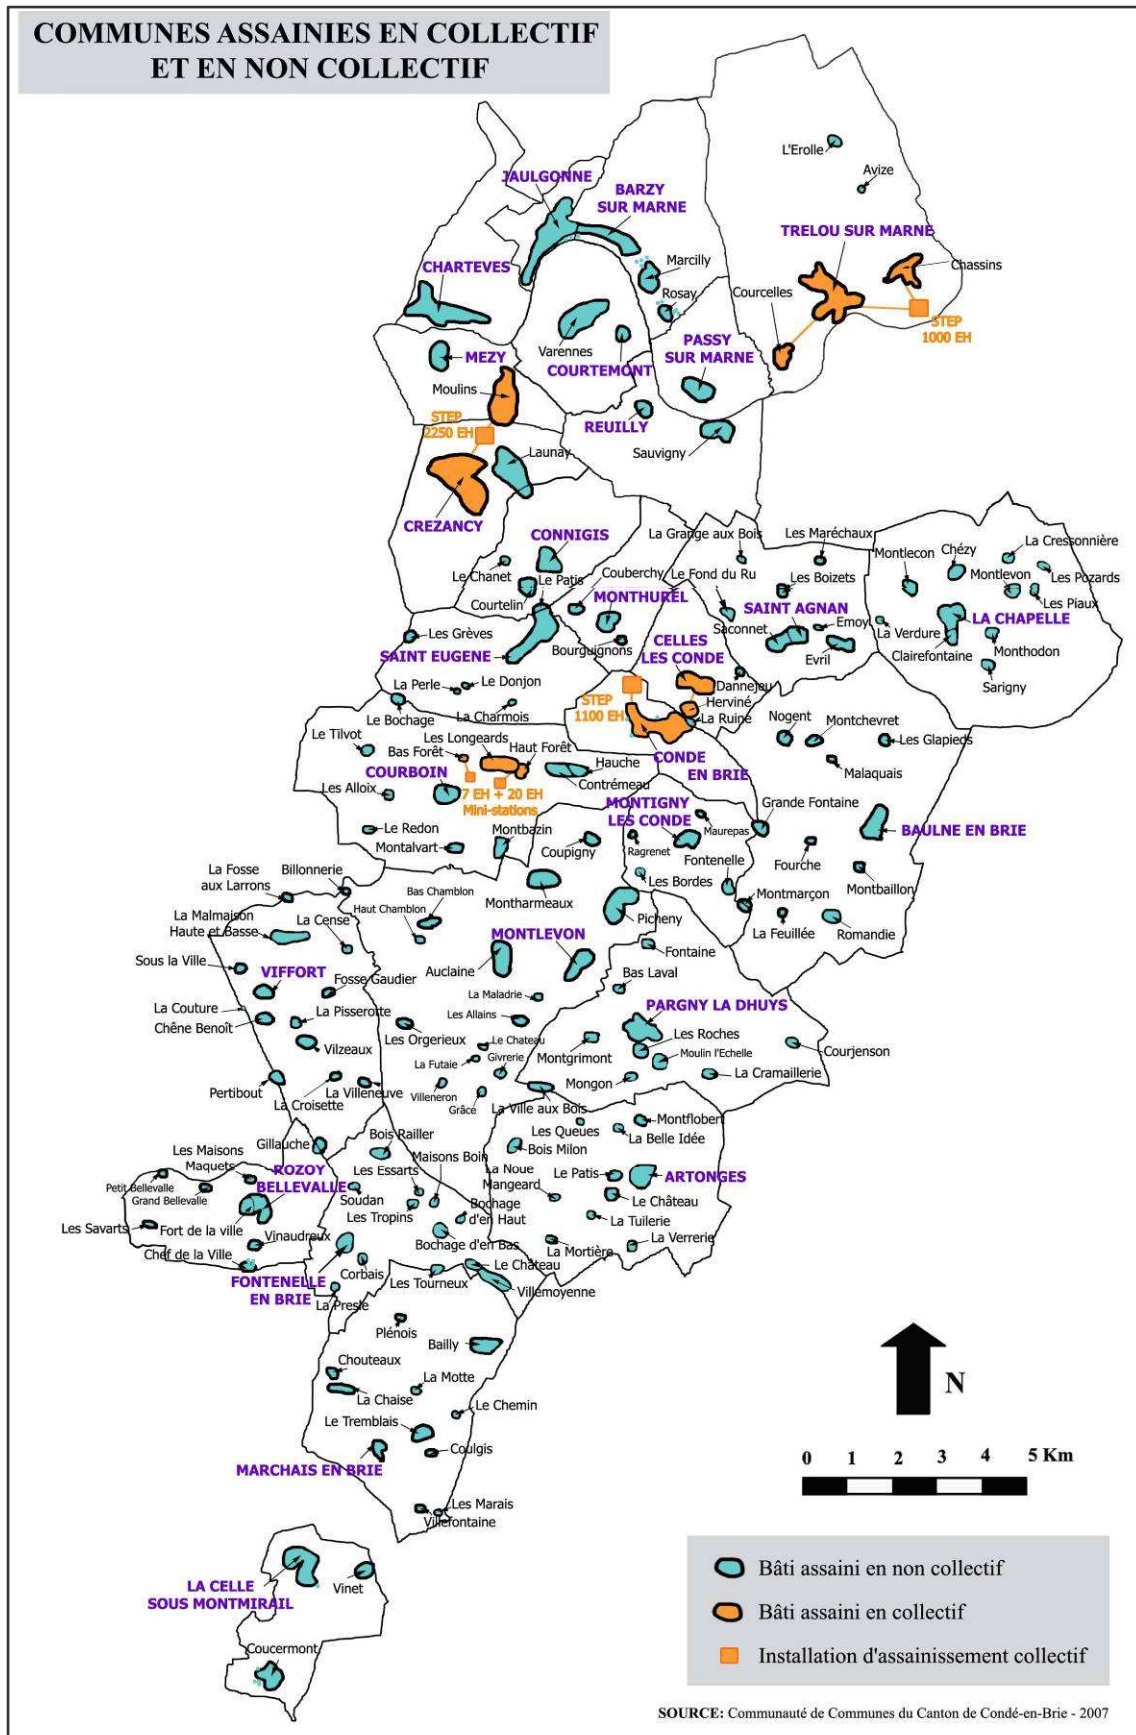 COMMUNES ASSAINIES EN COLLECTIF
ET EN NON COLLECTIF
L'Erolle
Avize
JAULGONNE
BARZY
SUR MARNE
TRELOU SUR MARNE
Marcilly
Chassins
CHARTEVES
Rosay
Courcelles
STEP
1000 EH
PASSY
SUR MARNE
Varennes
MEZY
COURTEMONT
Moulins
STEP
2250 EH
REUILLY
Sauvigny
Launay
CREZANCY
CONNIGIS
La Grange aux Bois
Les Maréchaux
Chézy
La Cressonnière
Montlecon
Le Chanet
Le Patis
Couberchy
Le Fond du Ru
Les Boizets
Montlevon
Les Pozards
Courtelin
MONTHUREL
SAINT AGNAN
Les Piaux
LA CHAPELLE
Les Grèves
Saconnet
Emoy
La Verdure
SAINT EUGENE
Bourguignons
CELLES
LES CONDE
Evril
Clairefontaine
Monthodon
Sarigny
La Perle
Le Donjon
Dannejeu
STEP
1100 EH
Herviné
La Ruine
Le Bochage
La Charmois
Nogent
Montchevret
Le Tilvot
Les Longeards
Bas Forêt
Haut Forêt
CONDE
EN BRIE
Les Glapieds
Hauche
Malaquais
COURBOIN
Contrémeau
Les Alloix
7 EH + 20 EH
Mini-stations
MONTIGNY
LES CONDE
Grande Fontaine
Le Redon
Montbazin
Maurepas
BAULNE EN BRIE
Montalvart
Coupigny
Ragrenet
Fontenelle
Fourche
La Fosse
aux Larrons
Billonnerie
Bas Chamblon
Les Bordes
Montbaillon
Montharmeaux
Montmarçon
Haut Chamblon
La Malmaison
Haute et Basse
La Cense
Picheny
La Feuillée
Romandie
MONTLEVON
Fontaine
Sous la Ville
VIFFORT
Auclaine
Bas Laval
Fosse Gaudier
La Maladrie
La Couture
La Pisserotte
Les Allains
PARGNY LA DHUYS
Chêne Benoît
Les Orgerieux
Le Chateau
Les Roches
Vilzeaux
La Futaie
Givrerie
Montgrimont
Moulin l'Echelle
Courjenson
Pertibout
La Croisette
La Villeneuve
Villeneron
Grâce
Mongon
La Cramaillerie
La Ville aux Bois
Gillauche
Bois Railler
Les Queues
Montflobert
Les Maisons
Maquets
Maisons Boin
Bois Milon
La Belle Idée
ROZOY
BELLEVALLE
Les Essarts
La Noue
Mangeard
Le Patis
ARTONGES
Petit Bellevalle
Grand Bellevalle
Soudan
Le Château
Les Savarts
Fort de la ville
Les Tropins
Bochage
d'en Haut
La Tuilerie
Vinaudreux
Bochage d'en Bas
La Mortière
La Verrerie
Chef de la Ville
Corbais
Le Château
FONTENELLE
EN BRIE
Les Tourneux
Villemoyenne
La Presle
Plénois
Bailly
Chouteaux
La Motte
La Chaise
Le Chemin
Le Tremblais
Coulgis
MARCHAIS EN BRIE
Les Marais
Villefontaine
N
0 1 2 3 4 5 Km
LA CELLE
SOUS MONTMIRAIL
Vinet
Coucermont
Bâti assaini en non collectif
Bâti assaini en collectif
Installation d'assainissement collectif
SOURCE: Communauté de Communes du Canton de Condé-en-Brie - 2007